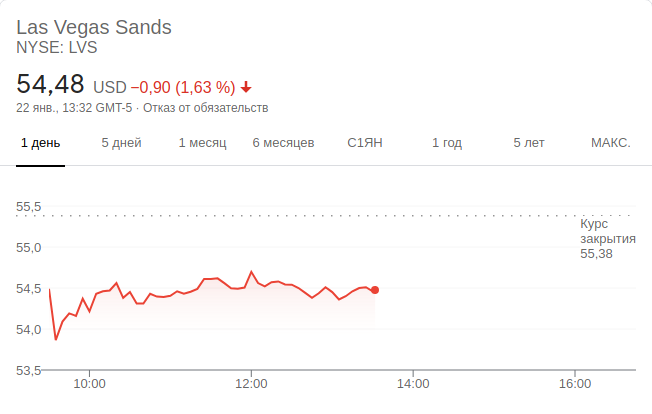 Las Vegas Sands
NYSE: LVS
54,48 USD −0,90 (1,63 %)
22 янв., 13:32 GMT-5 · Отказ от обязательств
1 день 5 дней 1 месяц 6 месяцев С1ЯН 1 год 5 лет МАКС.
55,5
Курс
закрытия
55,38
55,0
54,5
54,0
53,5
10:00 12:00 14:00 16:00